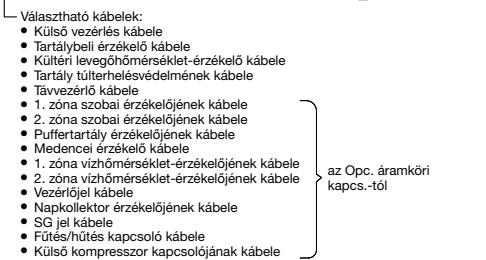 Választható kábelek:
• Külső vezérlés kábele
• Tartálybeli érzékelő kábele
• Kültéri levegőhőmérséklet-érzékelő kábele
• Tartály túlterhelésvédelmének kábele
• Távvezérlő kábele
• 1. zóna szobai érzékelőjének kábele
• 2. zóna szobai érzékelőjének kábele
• Puffertartály érzékelőjének kábele
• Medencei érzékelő kábele
• 1. zóna vízhőmérséklet-érzékelőjének kábele
• 2. zóna vízhőmérséklet-érzékelőjének kábele
• Vezérlőjel kábele
• Napkollektor érzékelőjének kábele
• SG jel kábele
• Fűtés/hűtés kapcsoló kábele
• Külső kompresszor kapcsolójának kábele
az Opc. áramköri
kapcs.-tól